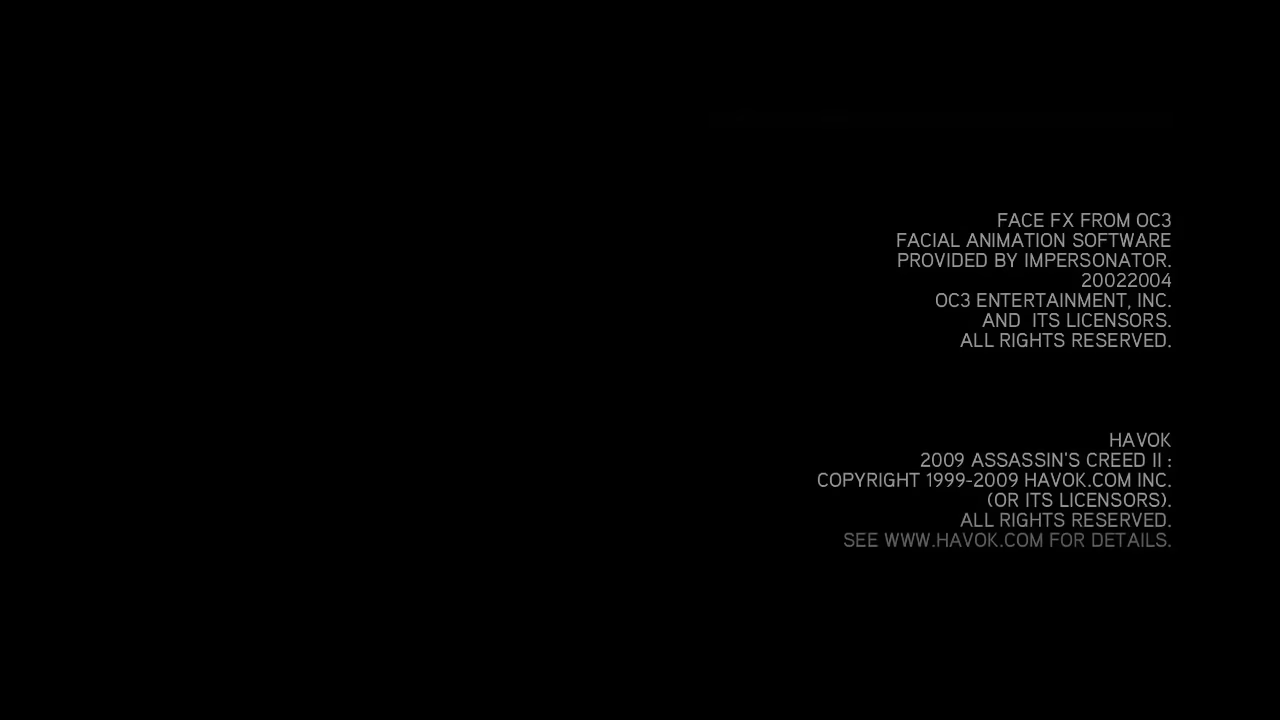 FACE FX FROM OC3
FACIAL ANIMATION SOFTWARE
PROVIDED BY IMPERSONATOR.
20022004
OC3 ENTERTAINMENT, INC.
AND  ITS LICENSORS.
ALL RIGHTS RESERVED.
HAVOK
2009 ASSASSIN'S CREED II :
COPYRIGHT 1999-2009 HAVOK.COM INC.
(OR ITS LICENSORS).
ALL RIGHTS RESERVED.
SEE WWW.HAVOK.COM FOR DETAILS.